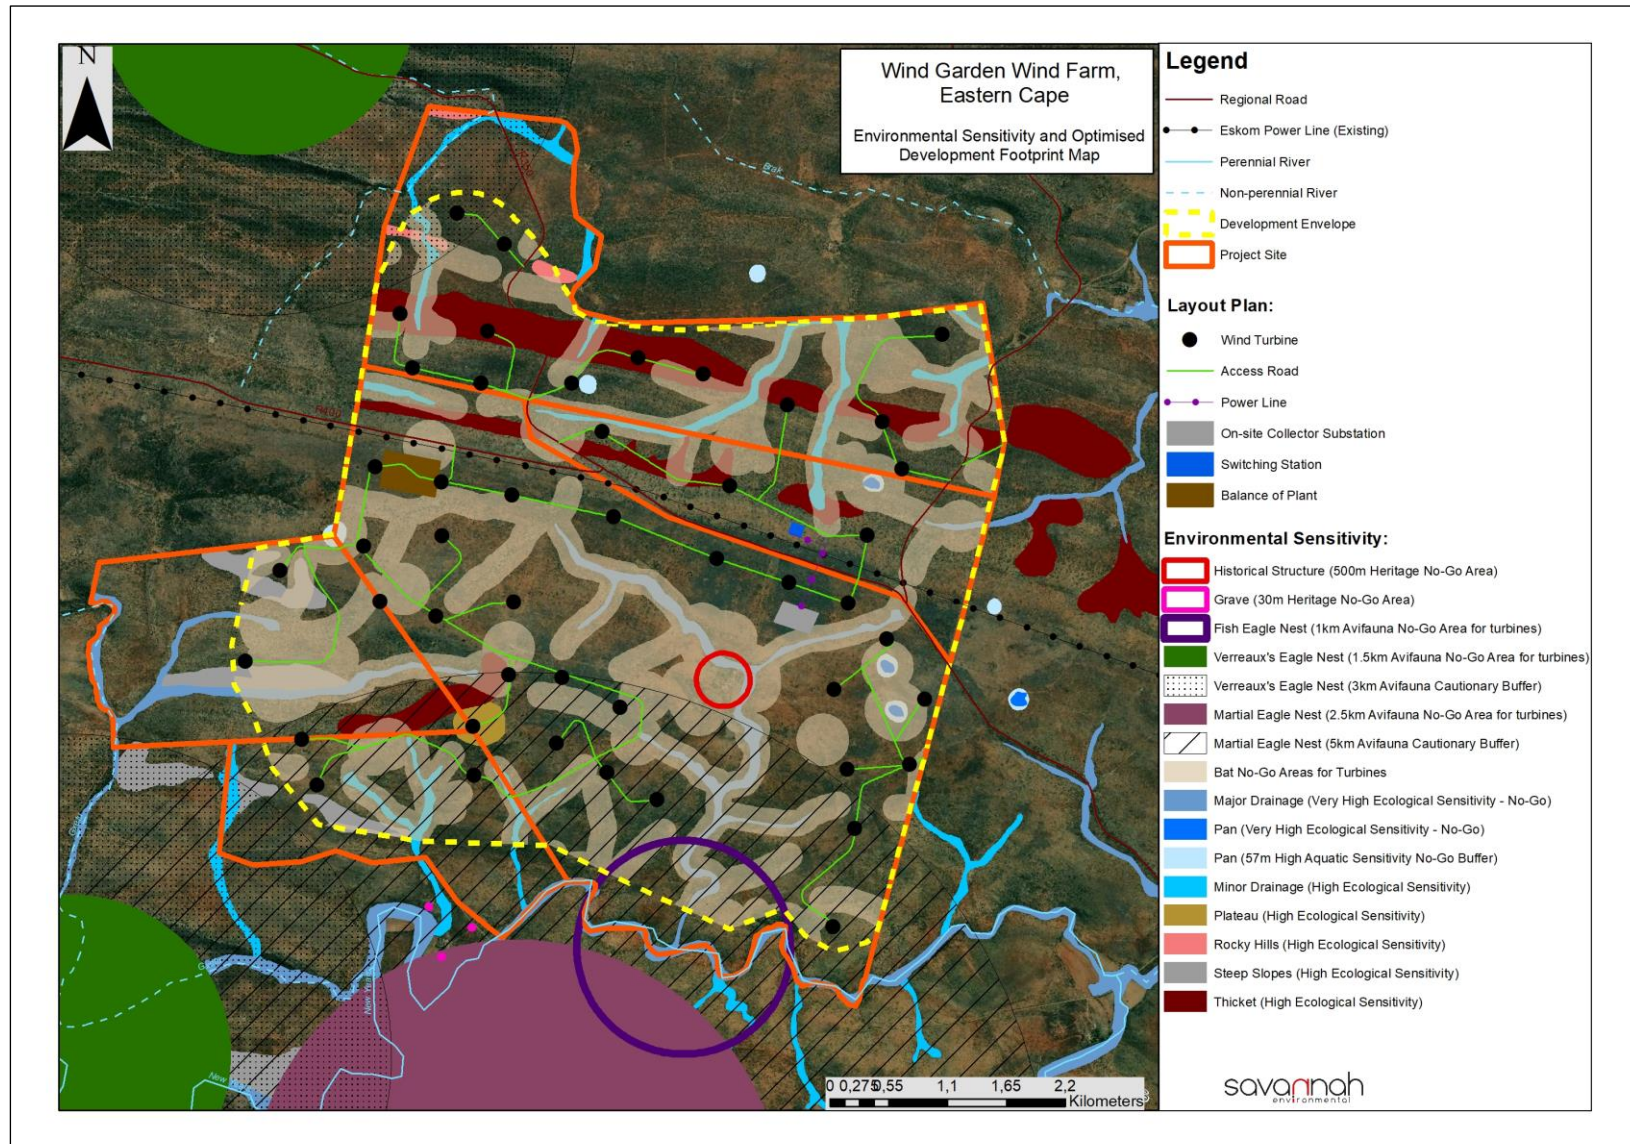 N
Wind Garden Wind Farm,
Eastern Cape
Environmental Sensitivity and Optimised
Development Footprint Map
Brak
R400
New Year
0 0,275 0,55 1,1 1,65 2,2
Kilometers
Legend
Regional Road
Eskom Power Line (Existing)
Perennial River
Non-perennial River
Development Envelope
Project Site
Layout Plan:
Wind Turbine
Access Road
Power Line
On-site Collector Substation
Switching Station
Balance of Plant
Environmental Sensitivity:
Historical Structure (500m Heritage No-Go Area)
Grave (30m Heritage No-Go Area)
Fish Eagle Nest (1km Avifauna No-Go Area for turbines)
Verreaux's Eagle Nest (1.5km Avifauna No-Go Area for turbines)
Verreaux's Eagle Nest (3km Avifauna Cautionary Buffer)
Martial Eagle Nest (2.5km Avifauna No-Go Area for turbines)
Martial Eagle Nest (5km Avifauna Cautionary Buffer)
Bat No-Go Areas for Turbines
Major Drainage (Very High Ecological Sensitivity - No-Go)
Pan (Very High Ecological Sensitivity - No-Go)
Pan (57m High Aquatic Sensitivity No-Go Buffer)
Minor Drainage (High Ecological Sensitivity)
Plateau (High Ecological Sensitivity)
Rocky Hills (High Ecological Sensitivity)
Steep Slopes (High Ecological Sensitivity)
Thicket (High Ecological Sensitivity)
savannah
environmental